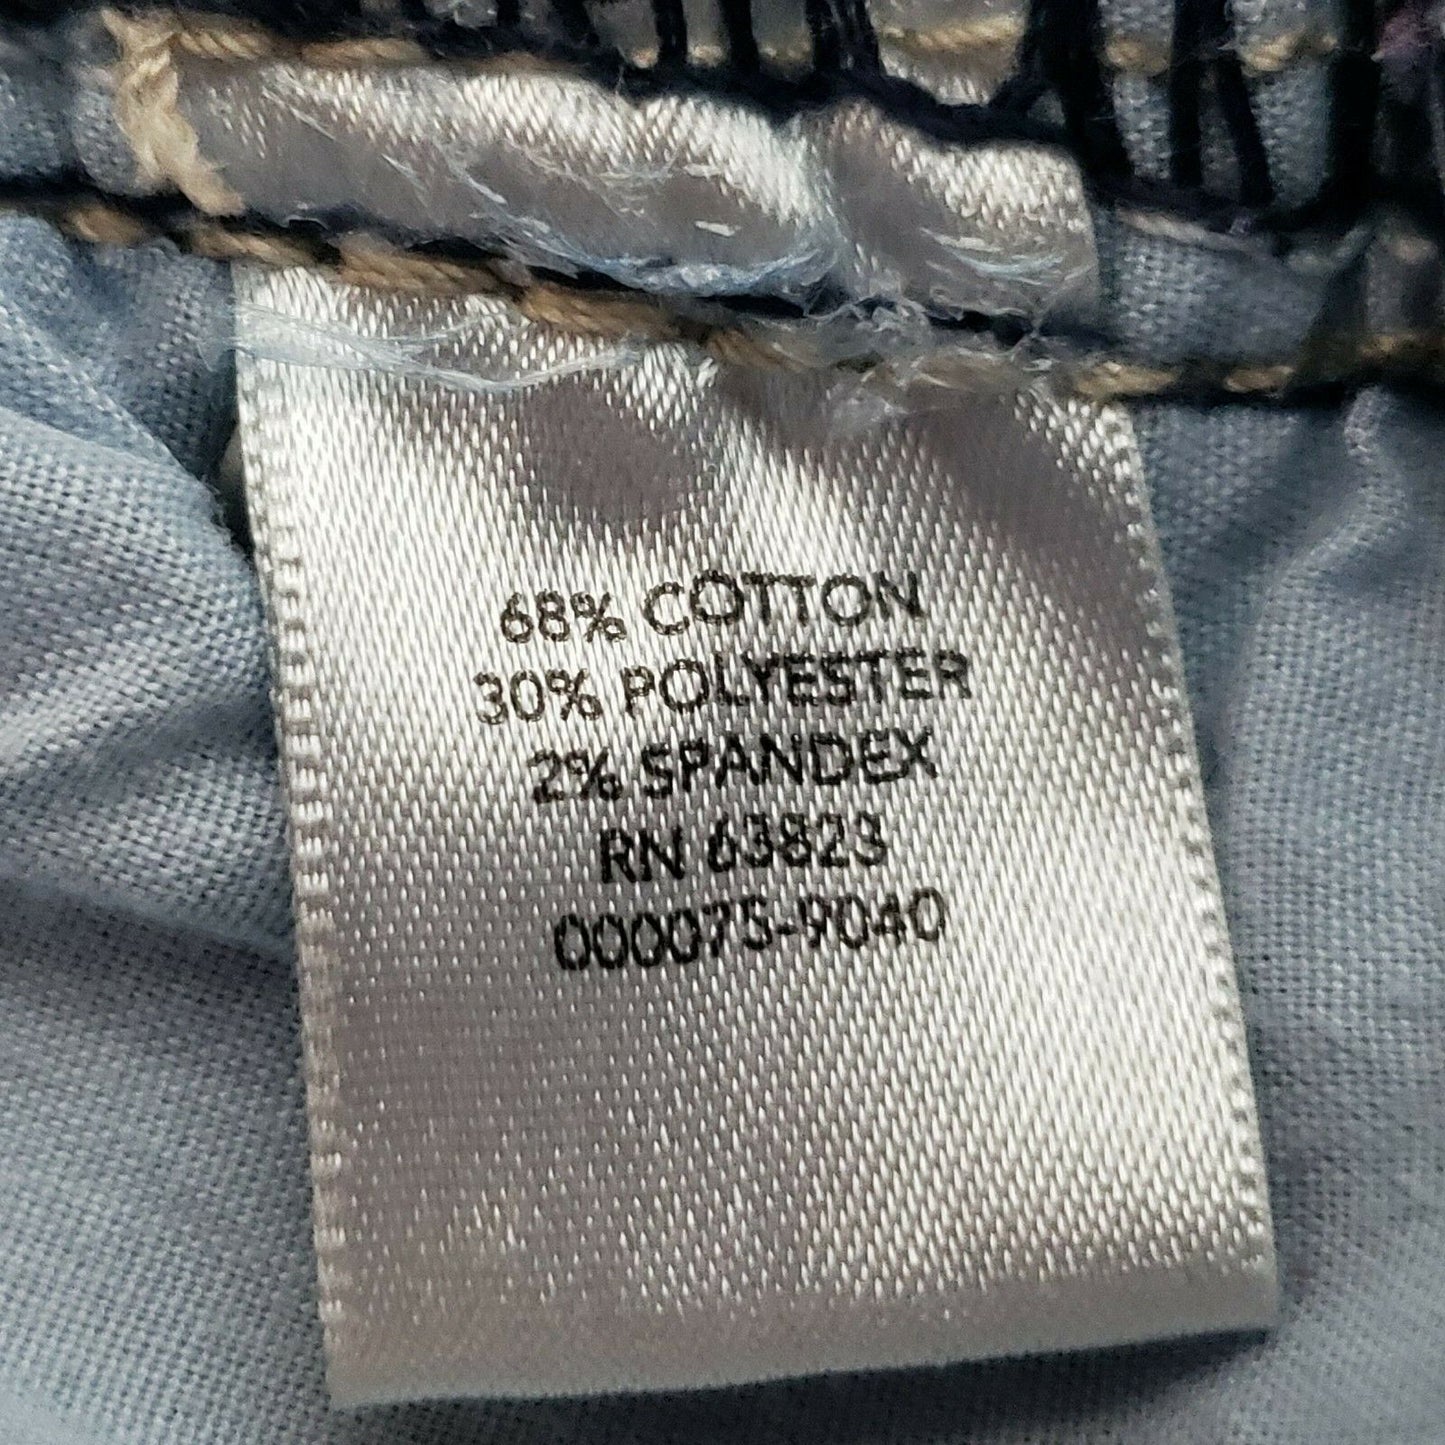 68% COTTON
30% POLYESTER
2% SPANDEX
RN 63823
000075-9040